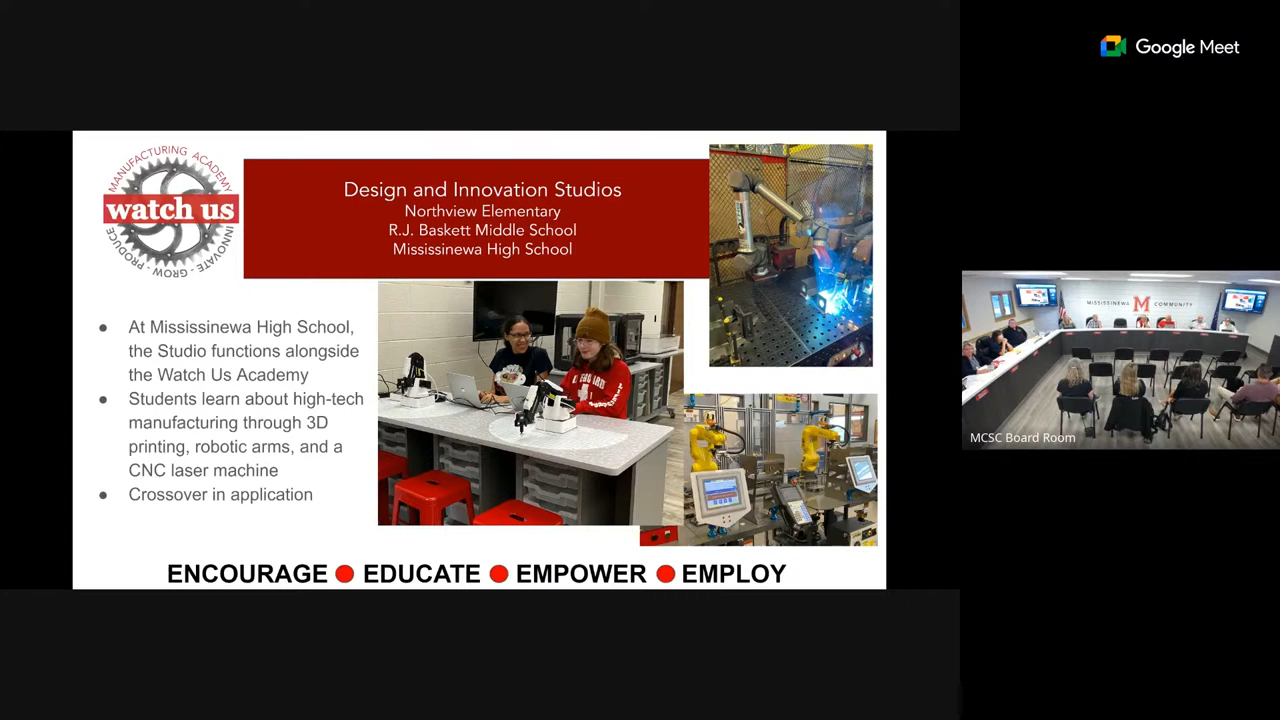 Google Meet
MANUFACTURING ACADEMY
watch us
PRODUCE - GROW - INNOVATE
Design and Innovation Studios
Northview Elementary
R.J. Baskett Middle School
Mississinewa High School
● At Mississinewa High School,
the Studio functions alongside
the Watch Us Academy
● Students learn about high-tech
manufacturing through 3D
printing, robotic arms, and a
CNC laser machine
● Crossover in application
ENCOURAGE ● EDUCATE ● EMPOWER ● EMPLOY
MISSISSINEWA M COMMUNITY
MCSC Board Room